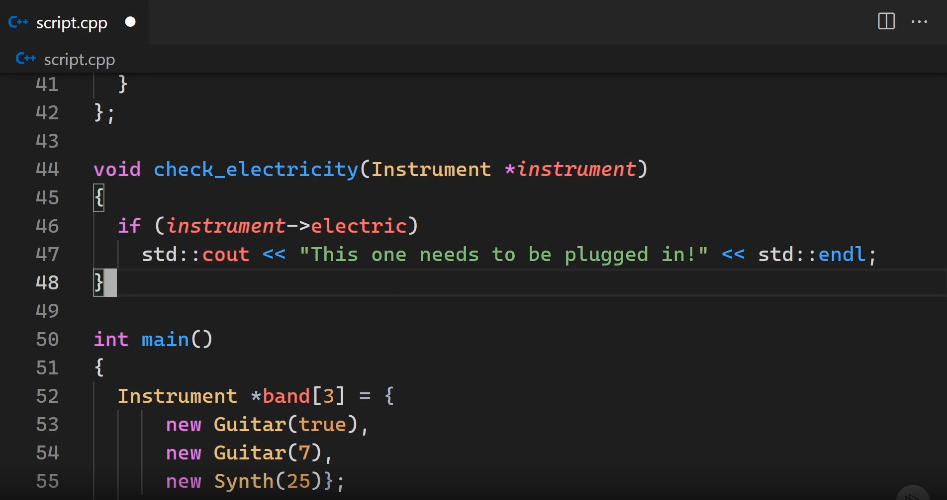 C++ script.cpp ●
C++ script.cpp
41 }
42 };
43
44 void check_electricity(Instrument *instrument)
45 {
46 if (instrument->electric)
47 std::cout << "This one needs to be plugged in!" << std::endl;
48 }
49
50 int main()
51 {
52 Instrument *band[3] = {
53 new Guitar(true),
54 new Guitar(7),
55 new Synth(25)};